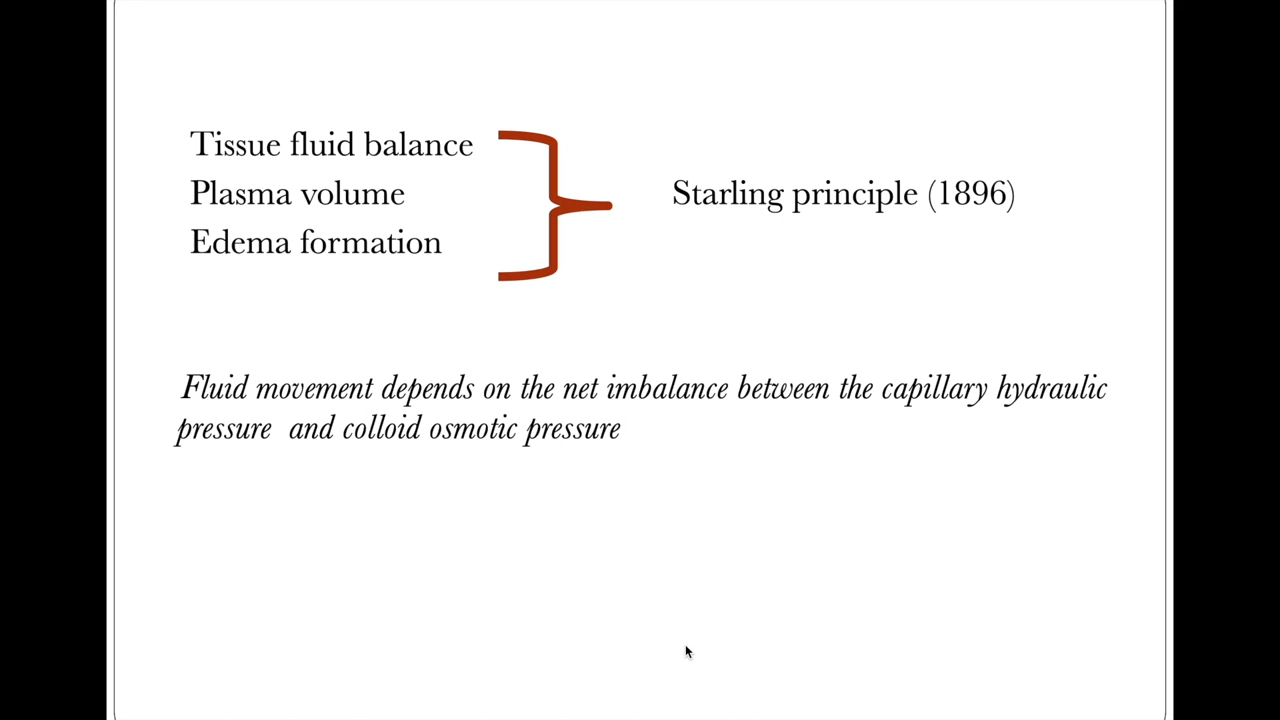 Tissue fluid balance
Plasma volume
Edema formation
Starling principle (1896)
Fluid movement depends on the net imbalance between the capillary hydraulic
pressure and colloid osmotic pressure